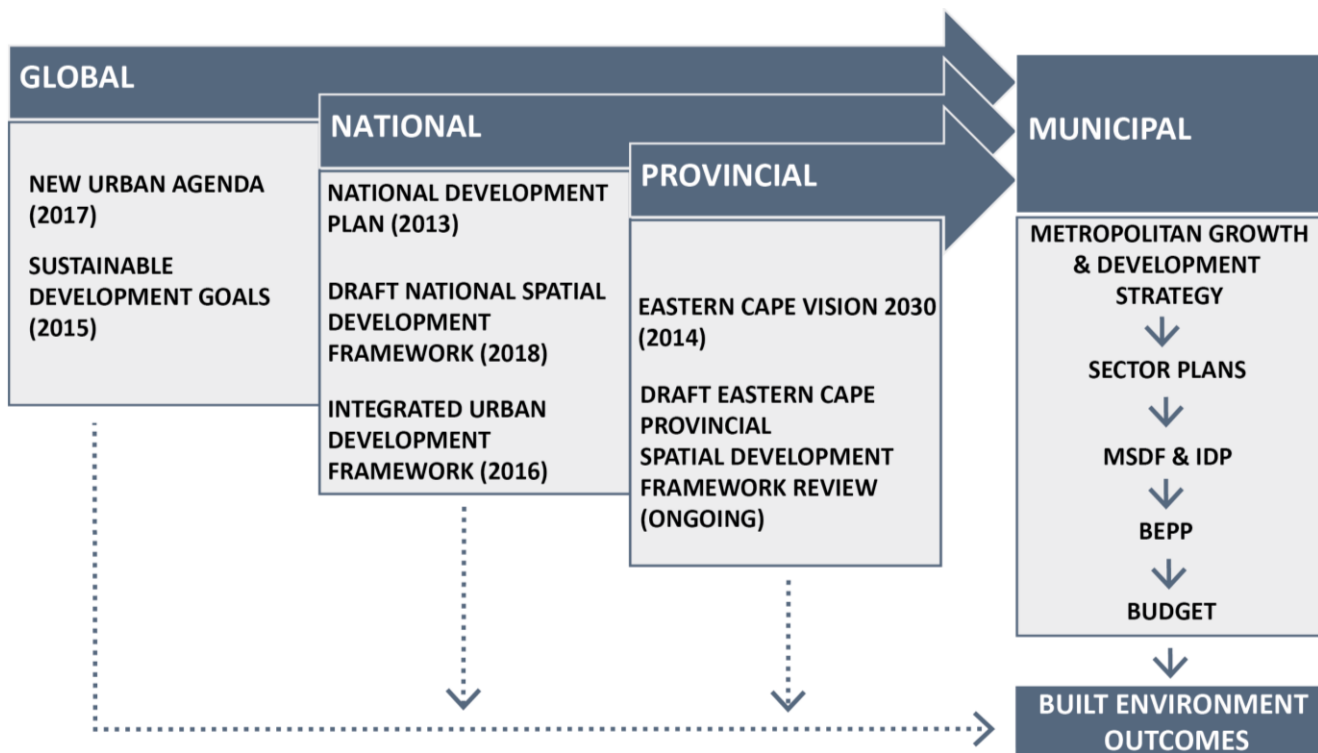 GLOBAL
NEW URBAN AGENDA
(2017)
SUSTAINABLE
DEVELOPMENT GOALS
(2015)
NATIONAL
NATIONAL DEVELOPMENT
PLAN (2013)
DRAFT NATIONAL SPATIAL
DEVELOPMENT
FRAMEWORK (2018)
INTEGRATED URBAN
DEVELOPMENT
FRAMEWORK (2016)
PROVINCIAL
EASTERN CAPE VISION 2030
(2014)
DRAFT EASTERN CAPE
PROVINCIAL
SPATIAL DEVELOPMENT
FRAMEWORK REVIEW
(ONGOING)
MUNICIPAL
METROPOLITAN GROWTH
& DEVELOPMENT
STRATEGY
SECTOR PLANS
MSDF & IDP
BEPP
BUDGET
BUILT ENVIRONMENT
OUTCOMES